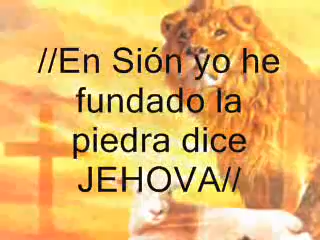 //En Sión yo he
fundado la
piedra dice
JEHOVA//